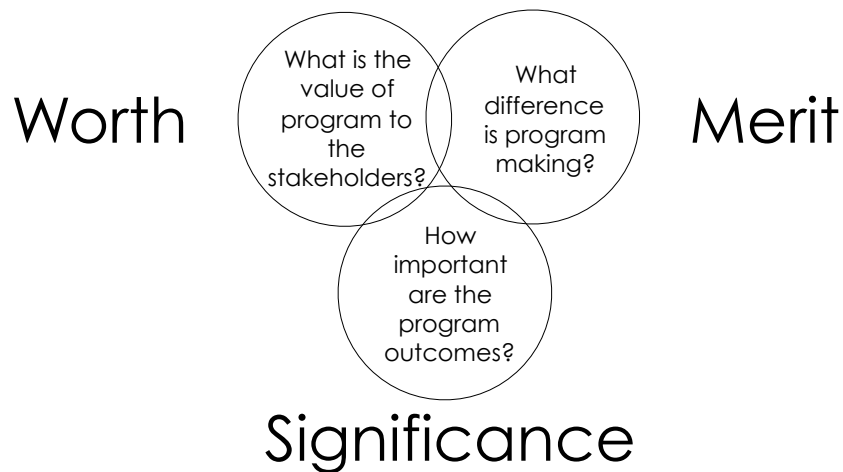 Worth
What is the
value of
program to
the
stakeholders?
What
difference
is program
making?
Merit
How
important
are the
program
outcomes?
Significance